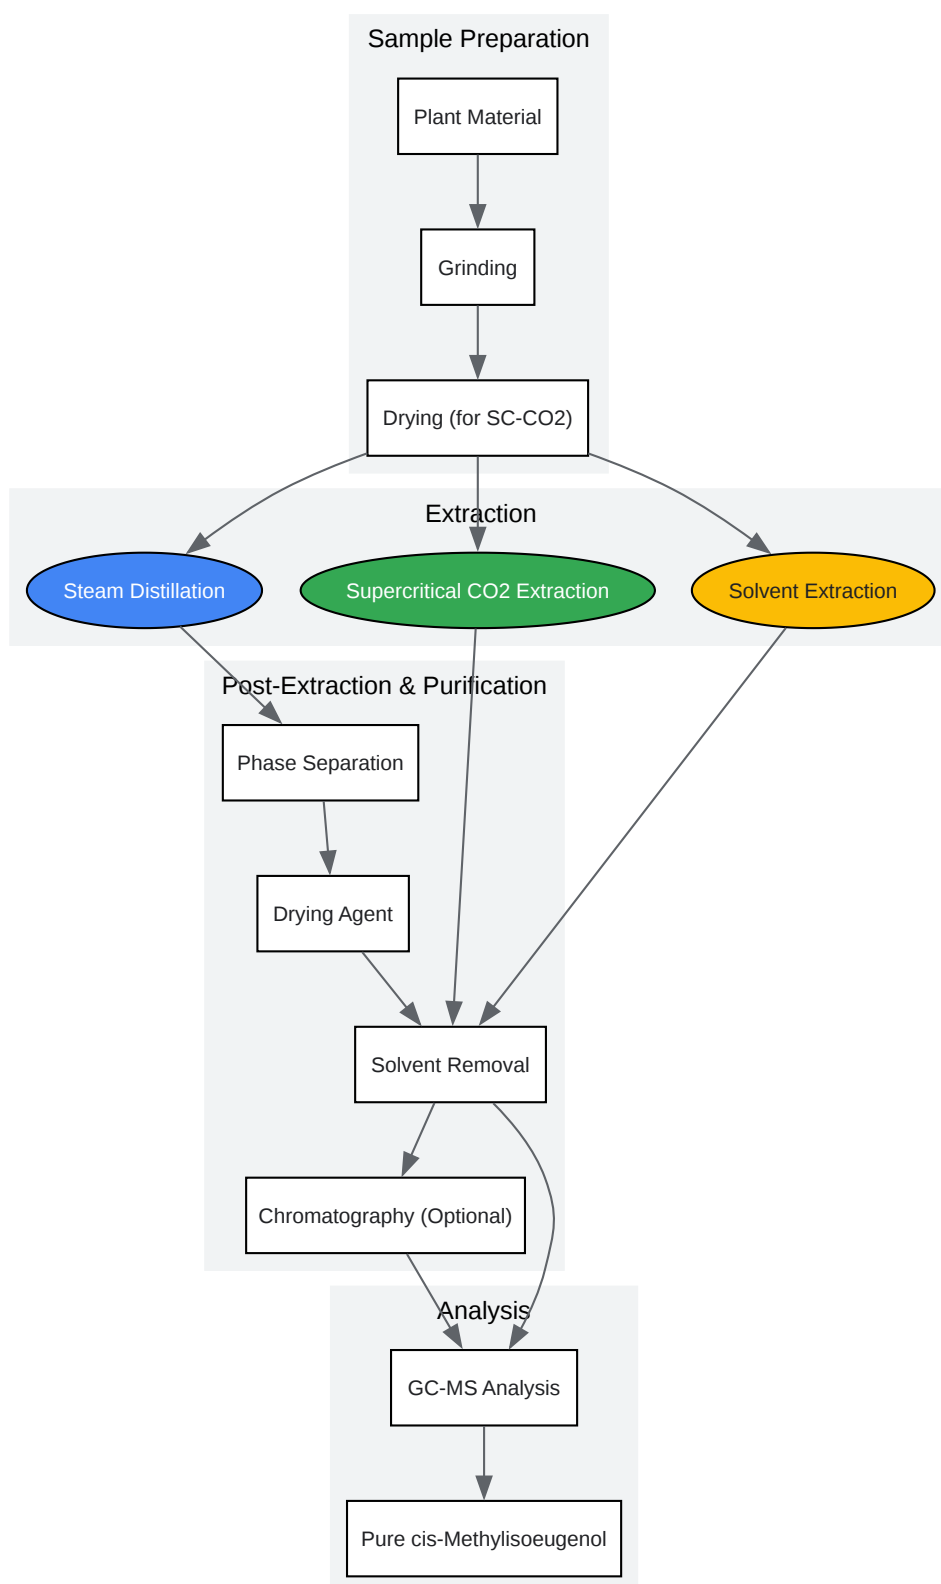 Sample Preparation
Plant Material
Grinding
Drying (for SC-CO2)
Extraction
Steam Distillation
Supercritical CO2 Extraction
Solvent Extraction
Post-Extraction & Purification
Phase Separation
Drying Agent
Solvent Removal
Chromatography (Optional)
Analysis
GC-MS Analysis
Pure cis-Methylisoeugenol